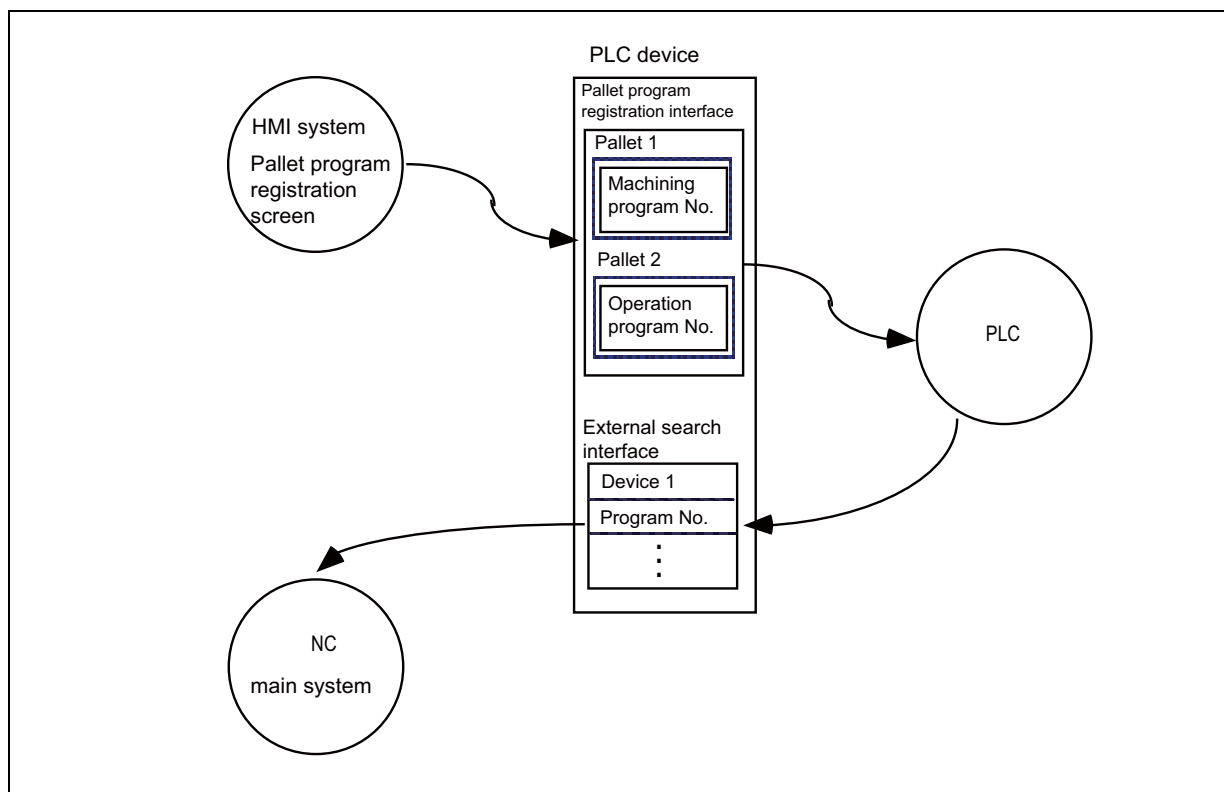 PLC device
HMI system
Pallet program
registration
screen
Pallet program
registration interface
Pallet 1
Machining
program No.
Pallet 2
Operation
program No.
PLC
External search
interface
Device 1
Program No.
NC
main system